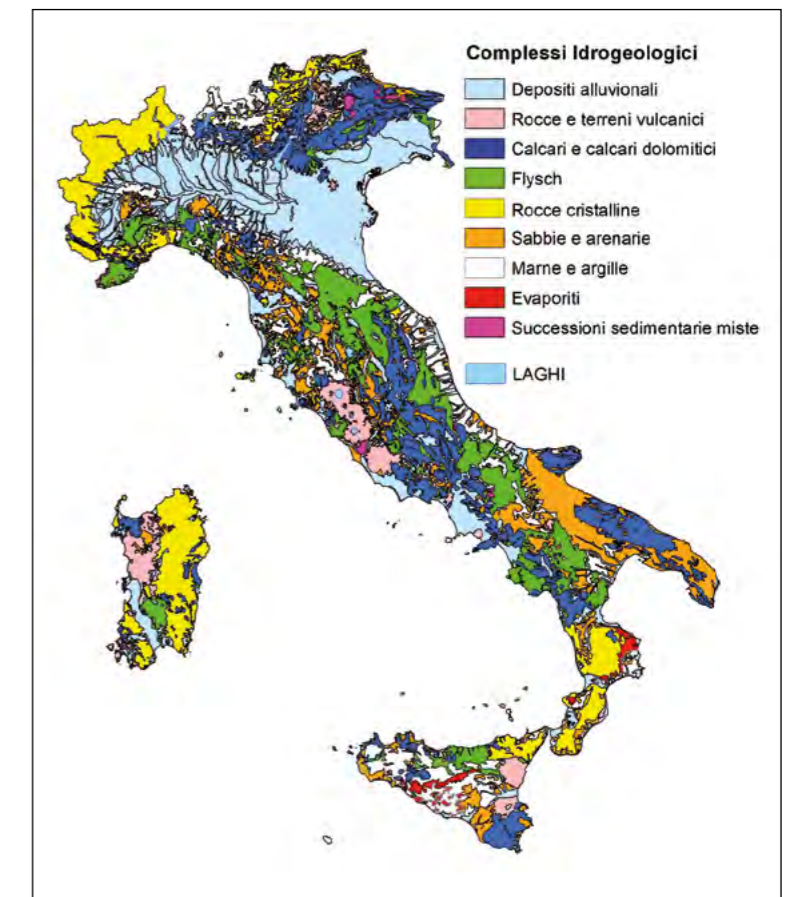 Complessi Idrogeologici
Depositi alluvionali
Rocce e terreni vulcanici
Calcari e calcari dolomitici
Flysch
Rocce cristalline
Sabbie e arenarie
Marne e argille
Evaporiti
Successioni sedimentarie miste
LAGHI